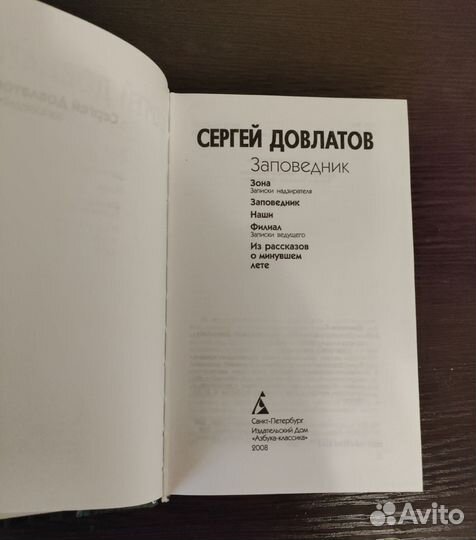 СЕРГЕЙ ДОВЛАТОВ
Заповедник
Зона
Записки надзирателя
Заповедник
Наши
Филиал
Записки ведущего
Из рассказов
о минувшем
лете
Санкт-Петербург
Издательский Дом
«Азбука-классика»
2008
Avito